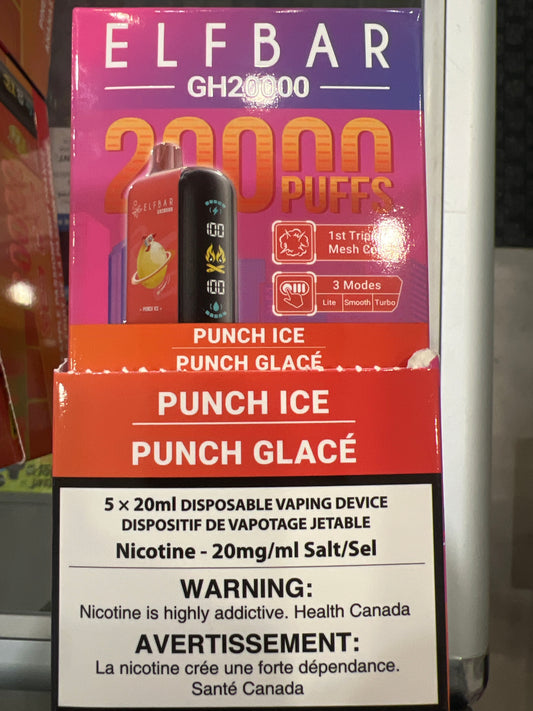 ELFBAR
GH20000
20000
PUFFS
ELFBAR
100
100
PUNCH ICE
1st Triple
Mesh
3 Modes
Lite Smooth Turbo
PUNCH ICE
PUNCH GLACÉ
PUNCH ICE
PUNCH GLACÉ
5 × 20ml DISPOSABLE VAPING DEVICE
DISPOSITIF DE VAPOTAGE JETABLE
Nicotine - 20mg/ml Salt/Sel
WARNING:
Nicotine is highly addictive. Health Canada
AVERTISSEMENT:
La nicotine crée une forte dépendance.
Santé Canada